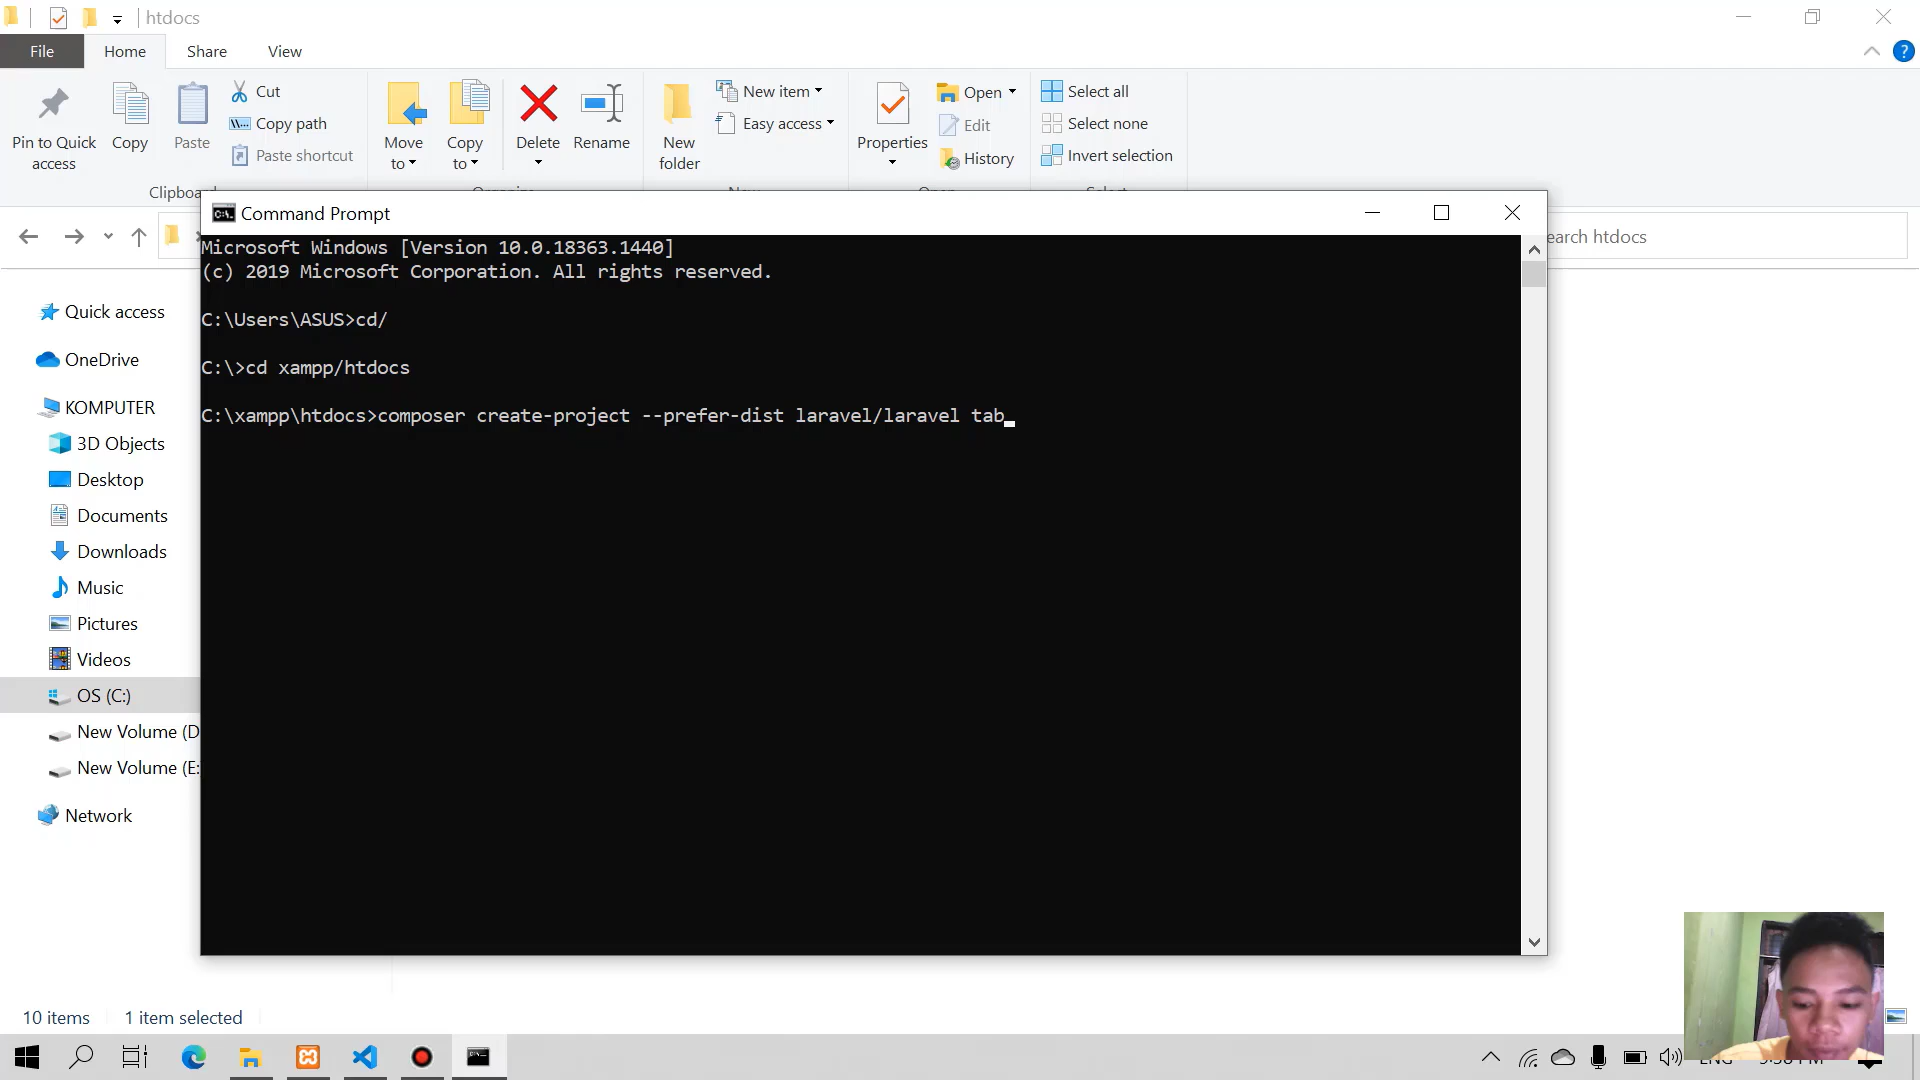 htdocs
File
Home
Share
View
Pin to Quick access
Copy
Paste
Cut
Copy path
Paste shortcut
Move to
Copy to
Delete
Rename
New folder
New item
Easy access
Properties
Open
Edit
History
Select all
Select none
Invert selection
Command Prompt
earch htdocs
Microsoft Windows [Version 10.0.18363.1440]
(c) 2019 Microsoft Corporation. All rights reserved.
C:\Users\ASUS>cd/
C:\>cd xampp/htdocs
C:\xampp\htdocs>composer create-project --prefer-dist laravel/laravel tab
Quick access
OneDrive
KOMPUTER
3D Objects
Desktop
Documents
Downloads
Music
Pictures
Videos
OS (C:)
New Volume (D
New Volume (E:
Network
10 items
1 item selected